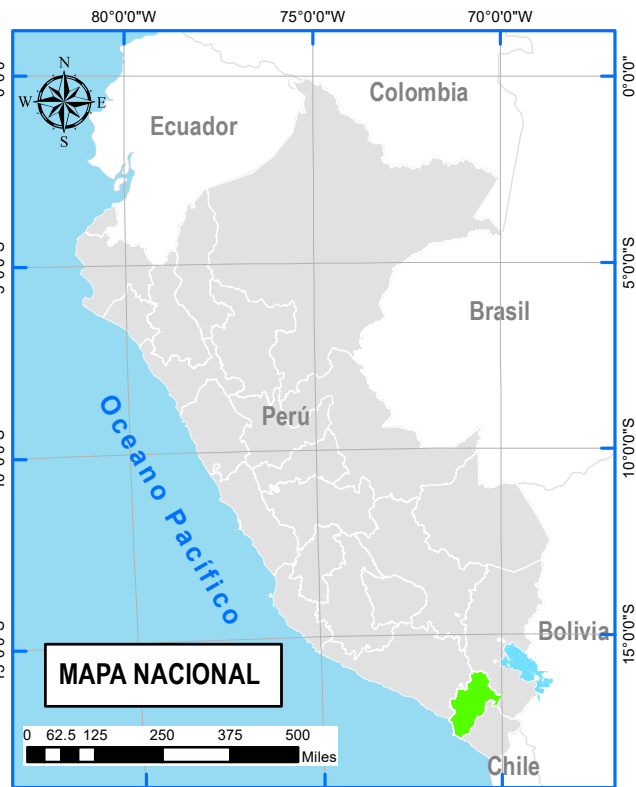 80°0'0"W 75°0'0"W 70°0'0"W
N
W E
S
0°0'0"
Colombia
Ecuador
5°0'0"S
Brasil
Perú
Oceano Pacífico
10°0'0"S
15°0'0"S
Bolivia
MAPA NACIONAL
0 62.5 125 250 375 500
Miles
Chile